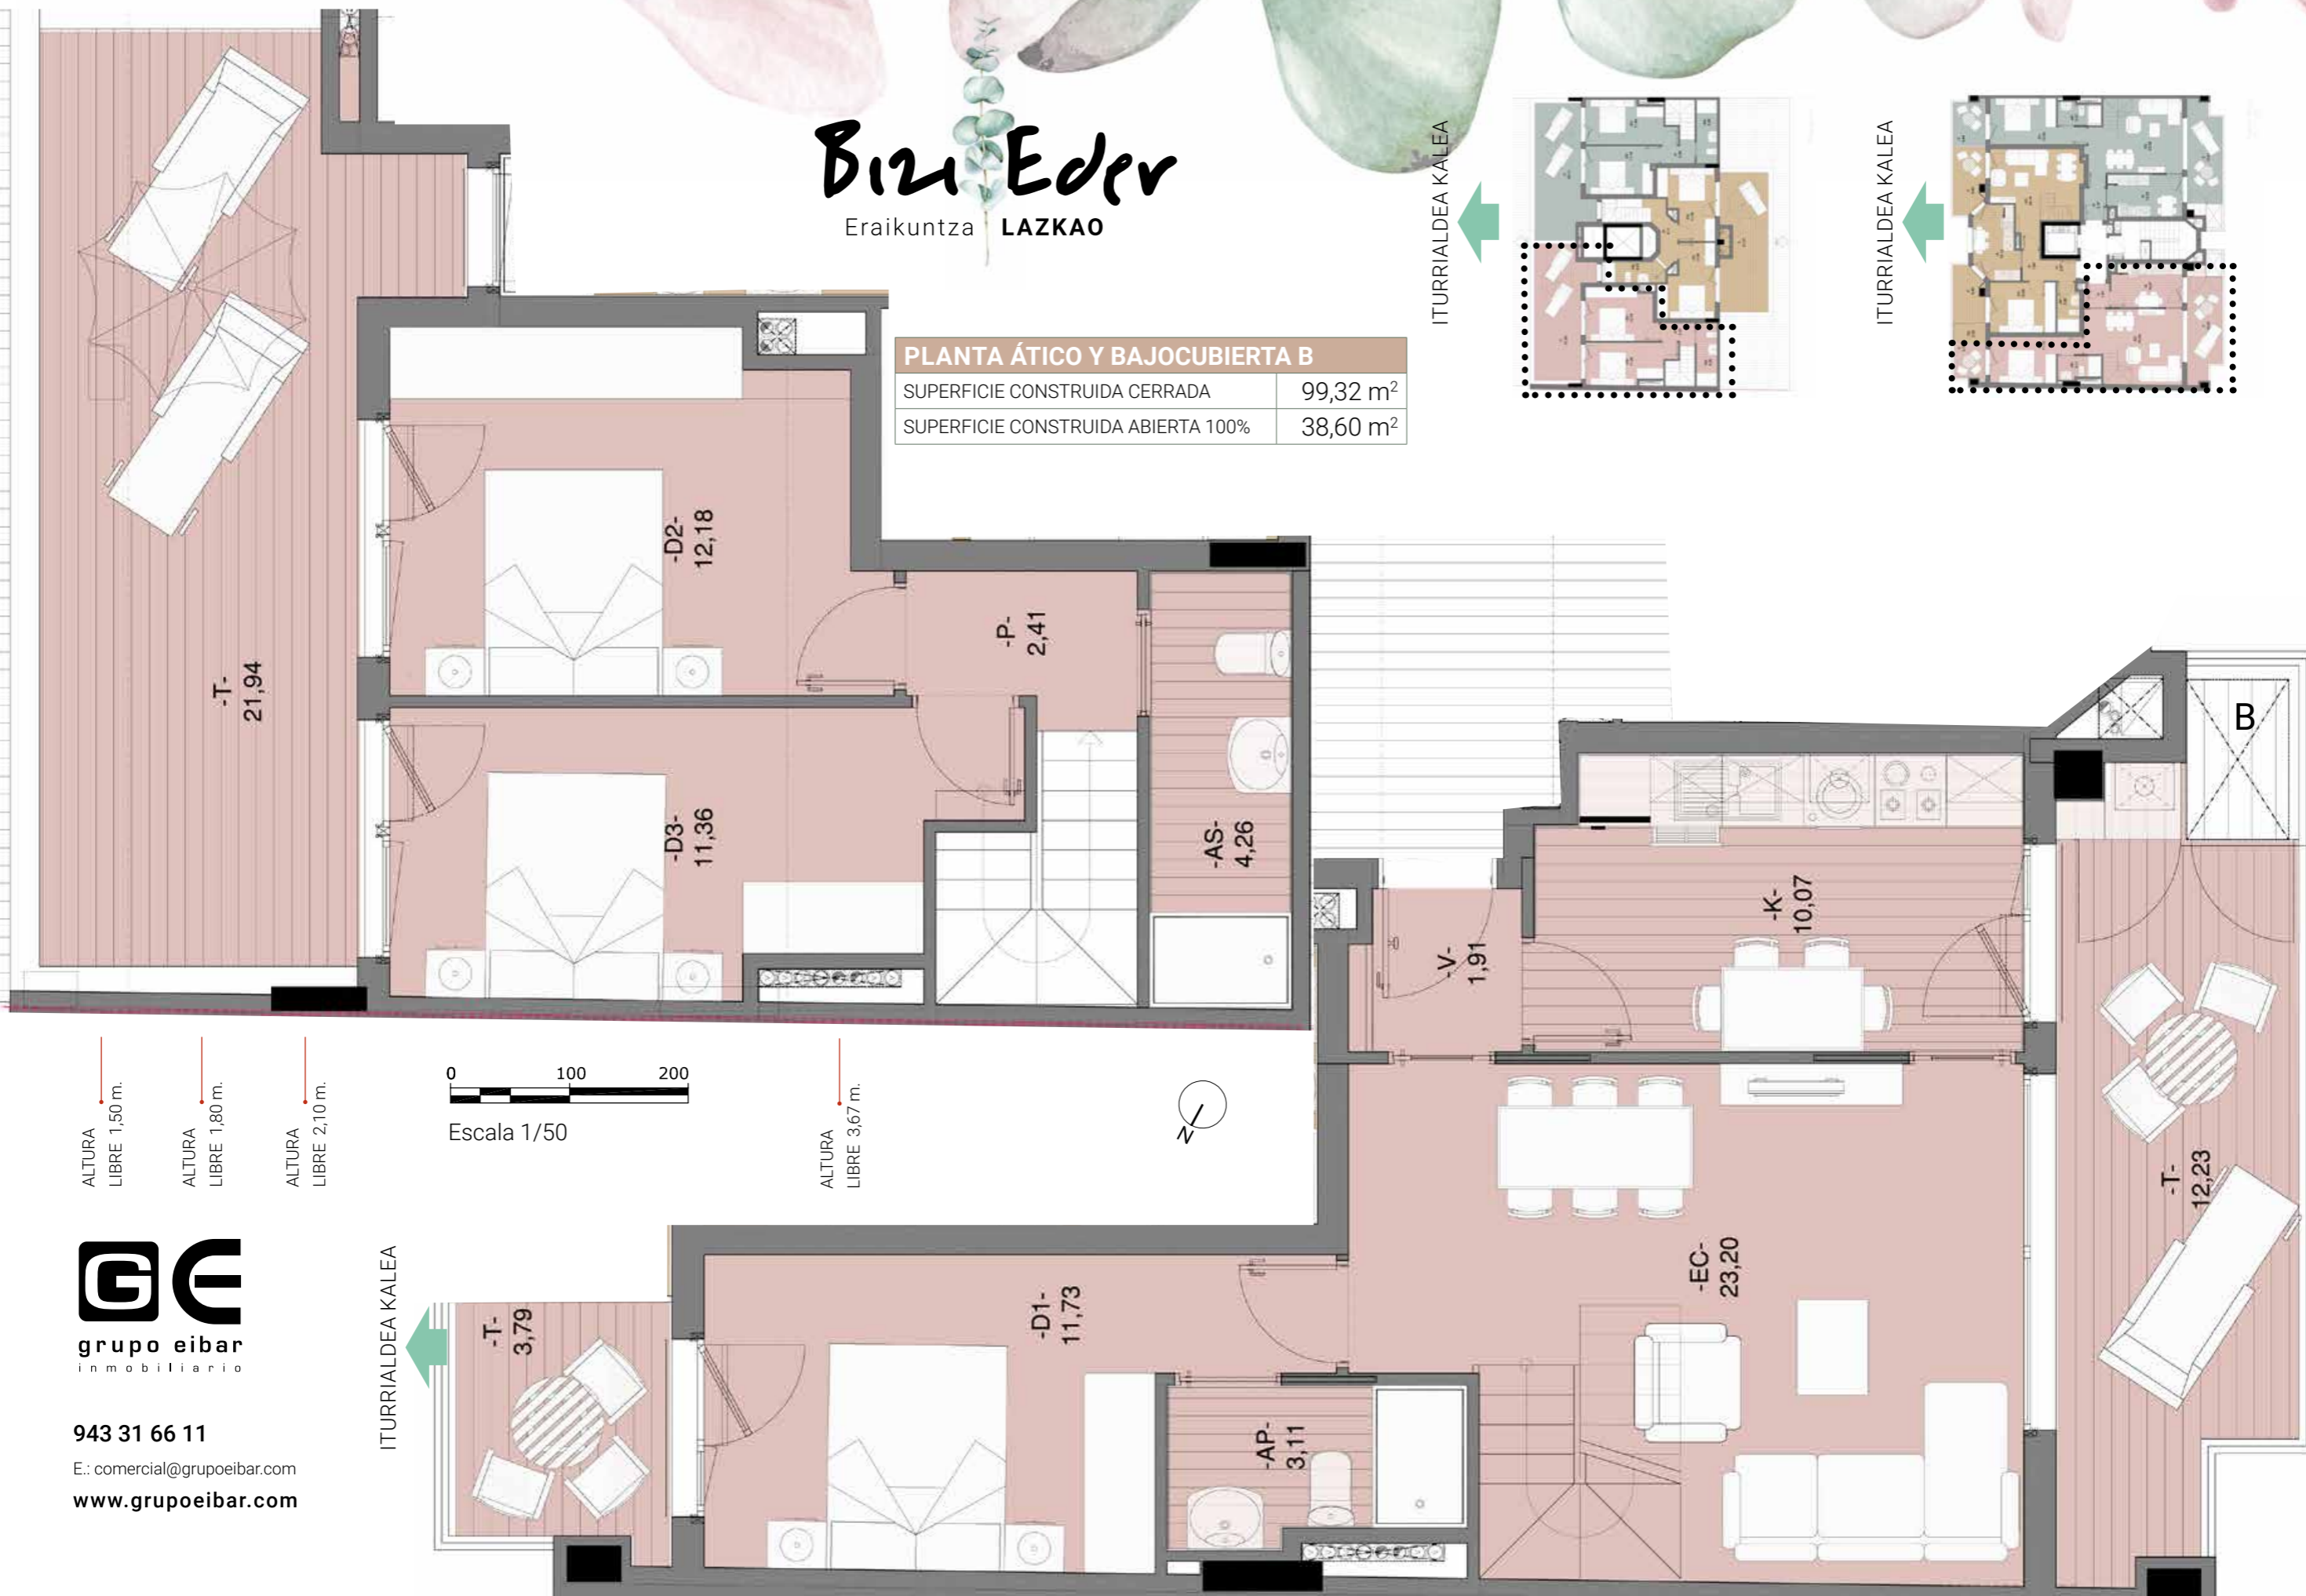 Bizi Eder
Eraikuntza LAZKAO
ITURRIALDEA KALEA
ITURRIALDEA KALEA
PLANTA ÁTICO Y BAJOCUBIERTA B
SUPERFICIE CONSTRUIDA CERRADA 99,32 m²
SUPERFICIE CONSTRUIDA ABIERTA 100% 38,60 m²
-T-
21,94
-D2-
12,18
-P-
2,41
-D3-
11,36
-AS-
4,26
B
-K-
10,07
-V-
1,91
-EC-
23,20
-T-
12,23
-D1-
11,73
-AP-
3,11
-T-
3,79
ALTURA
LIBRE 1,50 m.
ALTURA
LIBRE 1,80 m.
ALTURA
LIBRE 2,10 m.
0 100 200
Escala 1/50
ALTURA
LIBRE 3,67 m.
N
ITURRIALDEA KALEA
GE
grupo eibar
inmobiliario
943 31 66 11
E.: comercial@grupoeibar.com
www.grupoeibar.com